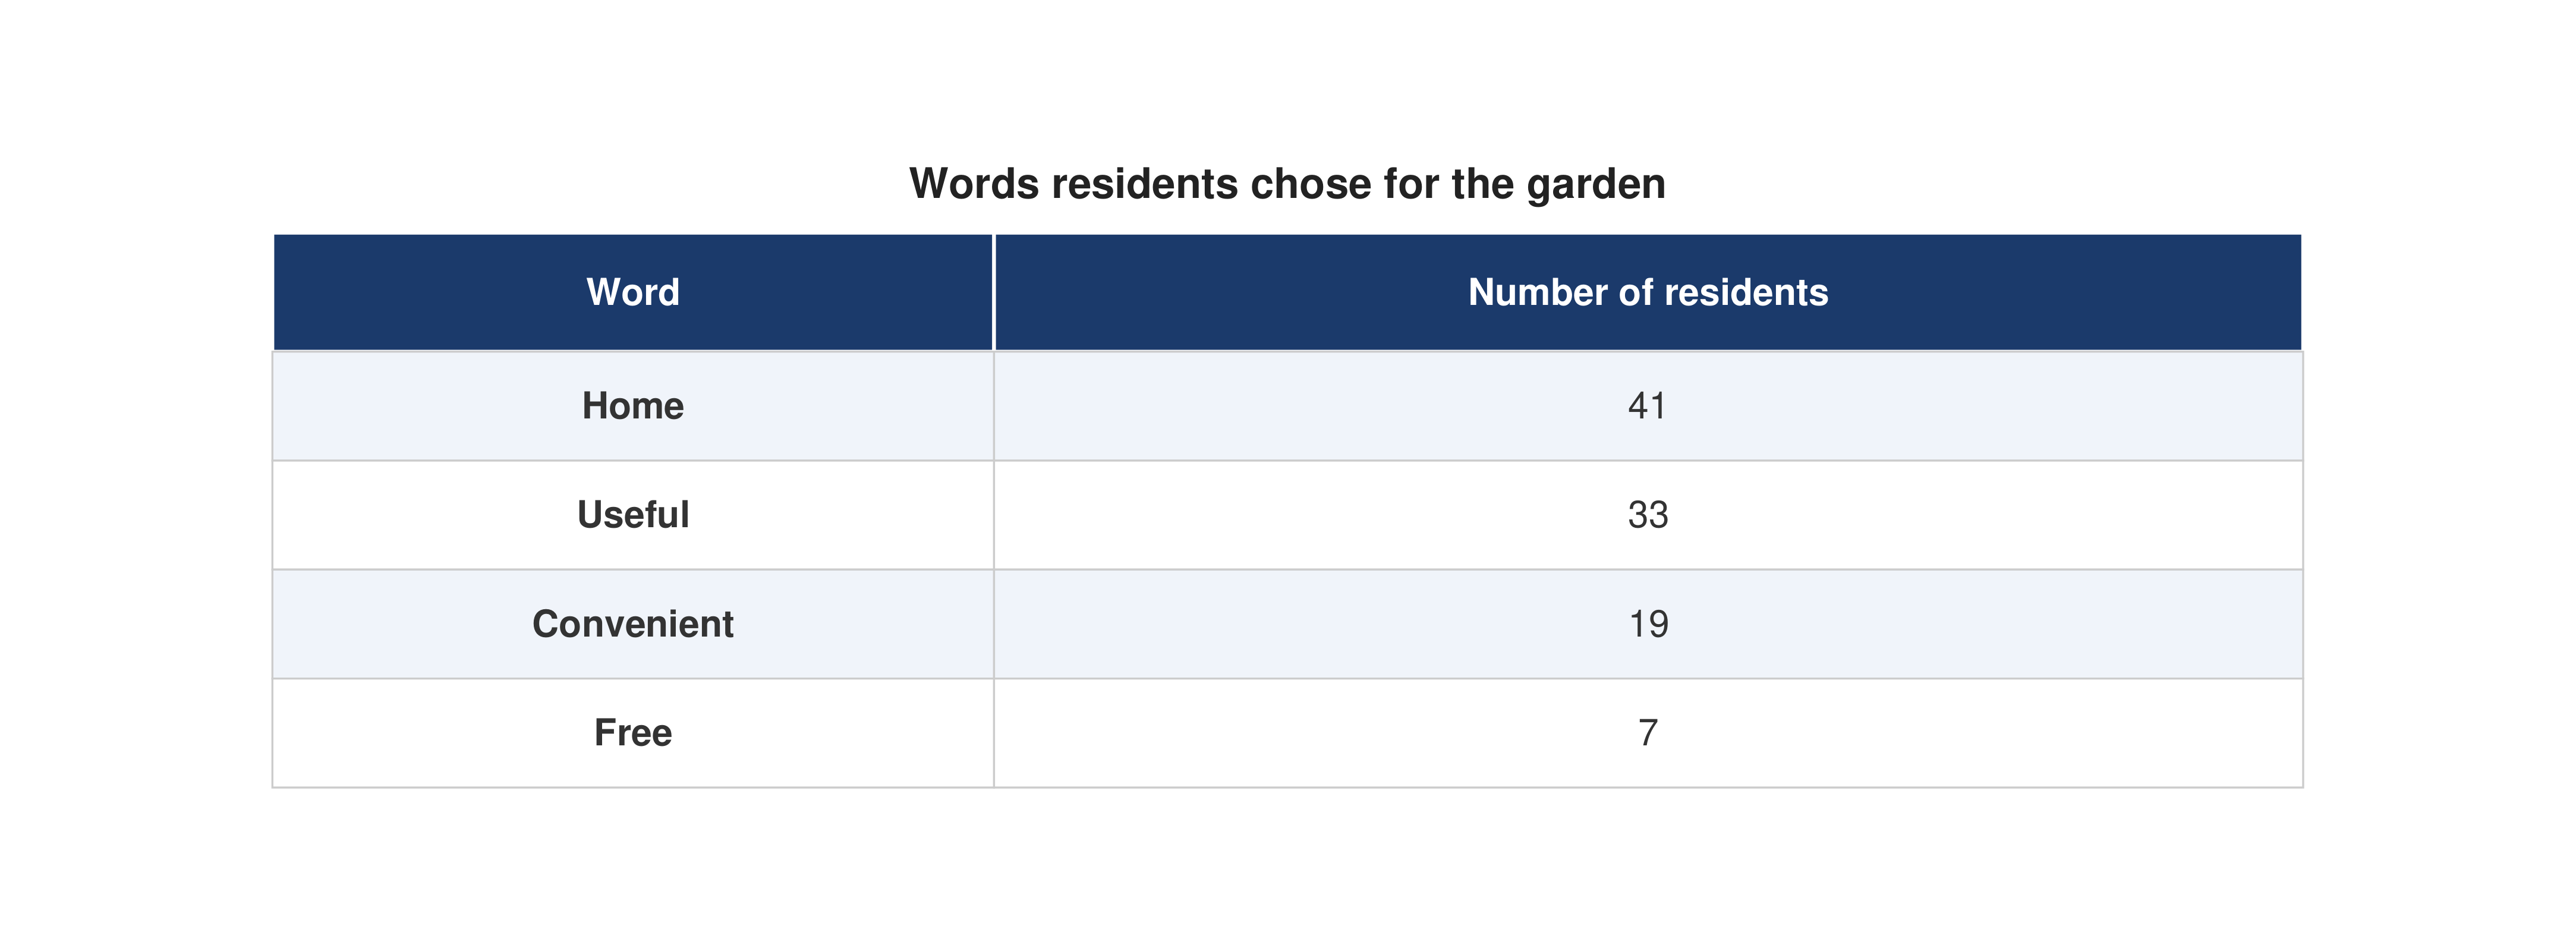 Words residents chose for the garden
Word Number of residents
Home 41
Useful 33
Convenient 19
Free 7